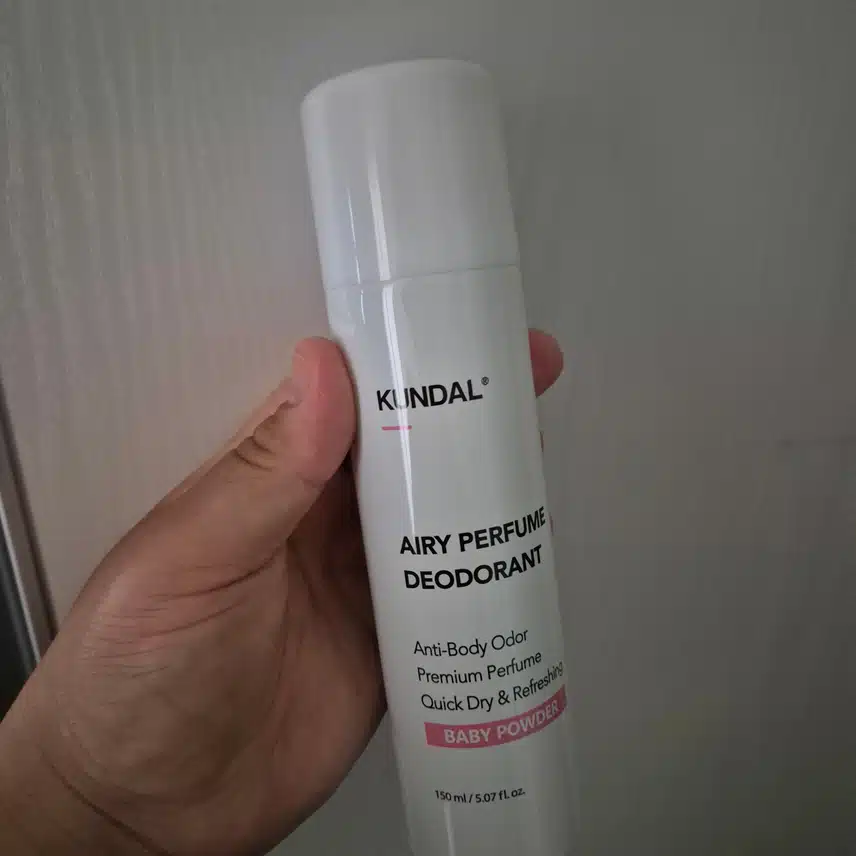 KUNDAL®
AIRY PERFUME
DEODORANT
Anti-Body Odor
Premium Perfume
Quick Dry & Refreshing
BABY POWDER
150 ml / 5.07 fl. oz.